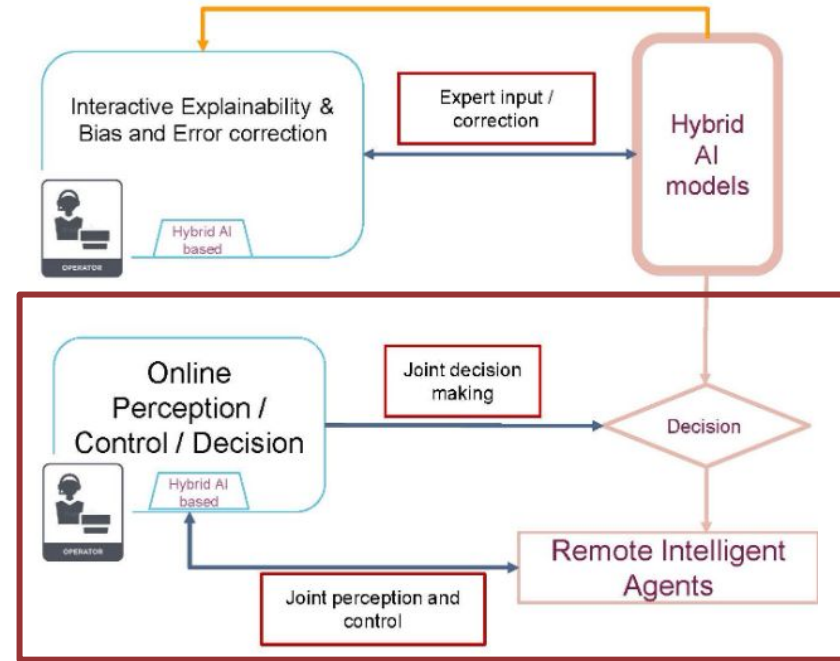 Interactive Explainability &
Bias and Error correction
Expert input /
correction
Hybrid
AI
models
Hybrid AI
based
OPERATOR
Online
Perception /
Control / Decision
Joint decision
making
Decision
Hybrid AI
based
OPERATOR
Remote Intelligent
Agents
Joint perception and
control